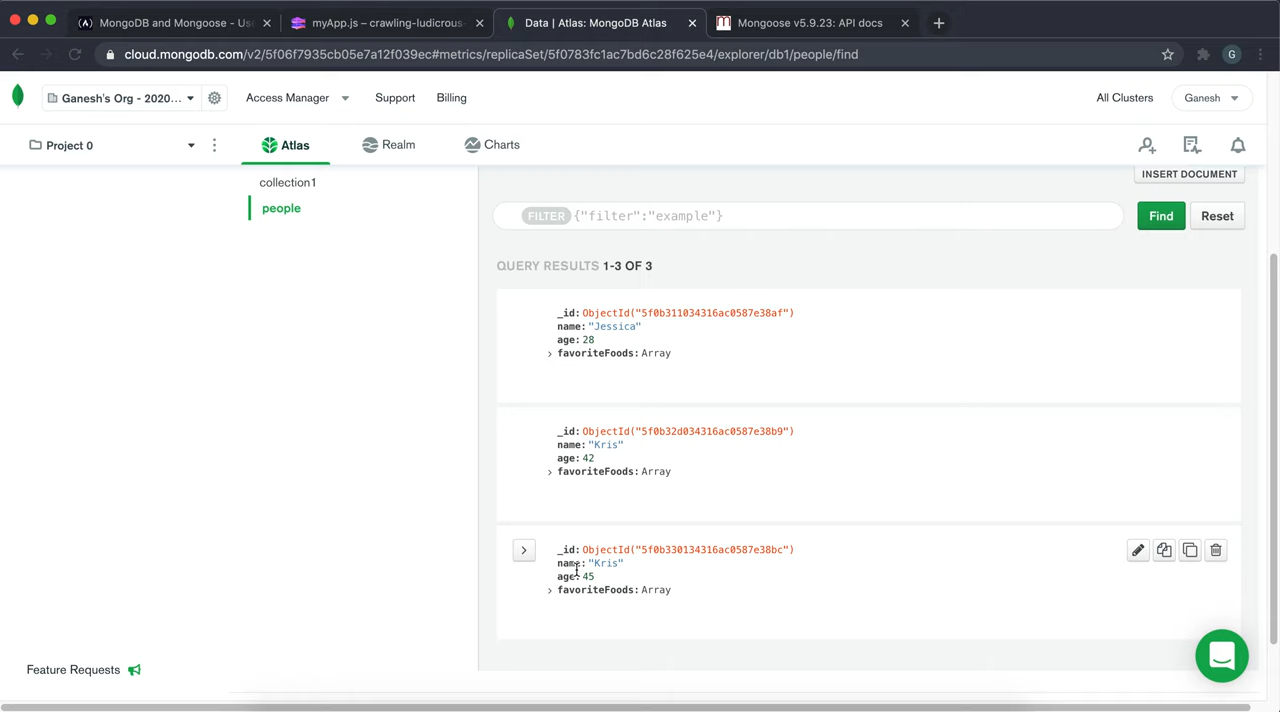 MongoDB and Mongoose - Us
myApp.js – crawling-ludicrous-
Data | Atlas: MongoDB Atlas
Mongoose v5.9.23: API docs
cloud.mongodb.com/v2/5f06f7935cb05e7a12f039ec#metrics/replicaSet/5f0783fc1ac7bd6c28f625e4/explorer/db1/people/find
G
Ganesh's Org - 2020...
Access Manager
Support
Billing
All Clusters
Ganesh
Project 0
Atlas
Realm
Charts
collection1
people
INSERT DOCUMENT
FILTER {"filter":"example"}
Find
Reset
QUERY RESULTS 1-3 OF 3
_id: ObjectId("5f0b311034316ac0587e38af")
name: "Jessica"
age: 28
> favoriteFoods: Array
_id: ObjectId("5f0b32d034316ac0587e38b9")
name: "Kris"
age: 42
> favoriteFoods: Array
_id: ObjectId("5f0b330134316ac0587e38bc")
name: "Kris"
age: 45
> favoriteFoods: Array
Feature Requests